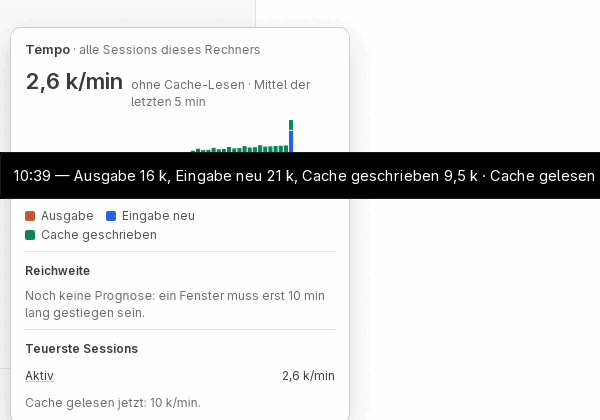 Tempo · alle Sessions dieses Rechners
2,6 k/min ohne Cache-Lesen · Mittel der
letzten 5 min
10:39 — Ausgabe 16 k, Eingabe neu 21 k, Cache geschrieben 9,5 k · Cache gelesen
Ausgabe Eingabe neu
Cache geschrieben
Reichweite
Noch keine Prognose: ein Fenster muss erst 10 min
lang gestiegen sein.
Teuerste Sessions
Aktiv 2,6 k/min
Cache gelesen jetzt: 10 k/min.